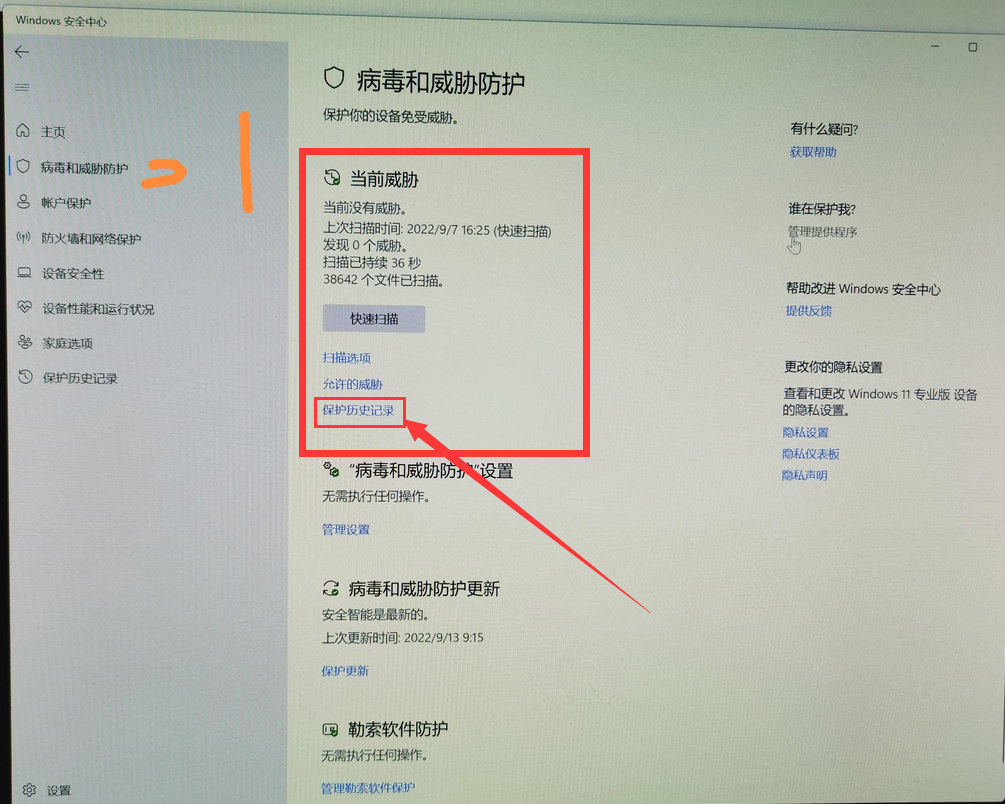 Windows 安全中心
主页
病毒和威胁防护
帐户保护
防火墙和网络保护
设备安全性
设备性能和运行状况
家庭选项
保护历史记录
设置
病毒和威胁防护
保护你的设备免受威胁。
当前威胁
当前没有威胁。
上次扫描时间: 2022/9/7 16:25 (快速扫描)
发现 0 个威胁。
扫描已持续 36 秒
38642 个文件已扫描。
快速扫描
扫描选项
允许的威胁
保护历史记录
“病毒和威胁防护”设置
无需执行任何操作。
管理设置
病毒和威胁防护更新
安全智能是最新的。
上次更新时间: 2022/9/13 9:15
保护更新
勒索软件防护
无需执行任何操作。
管理勒索软件保护
有什么疑问?
获取帮助
谁在保护我?
管理提供程序
帮助改进 Windows 安全中心
提供反馈
更改你的隐私设置
查看和更改 Windows 11 专业版 设备
的隐私设置。
隐私设置
隐私仪表板
隐私声明